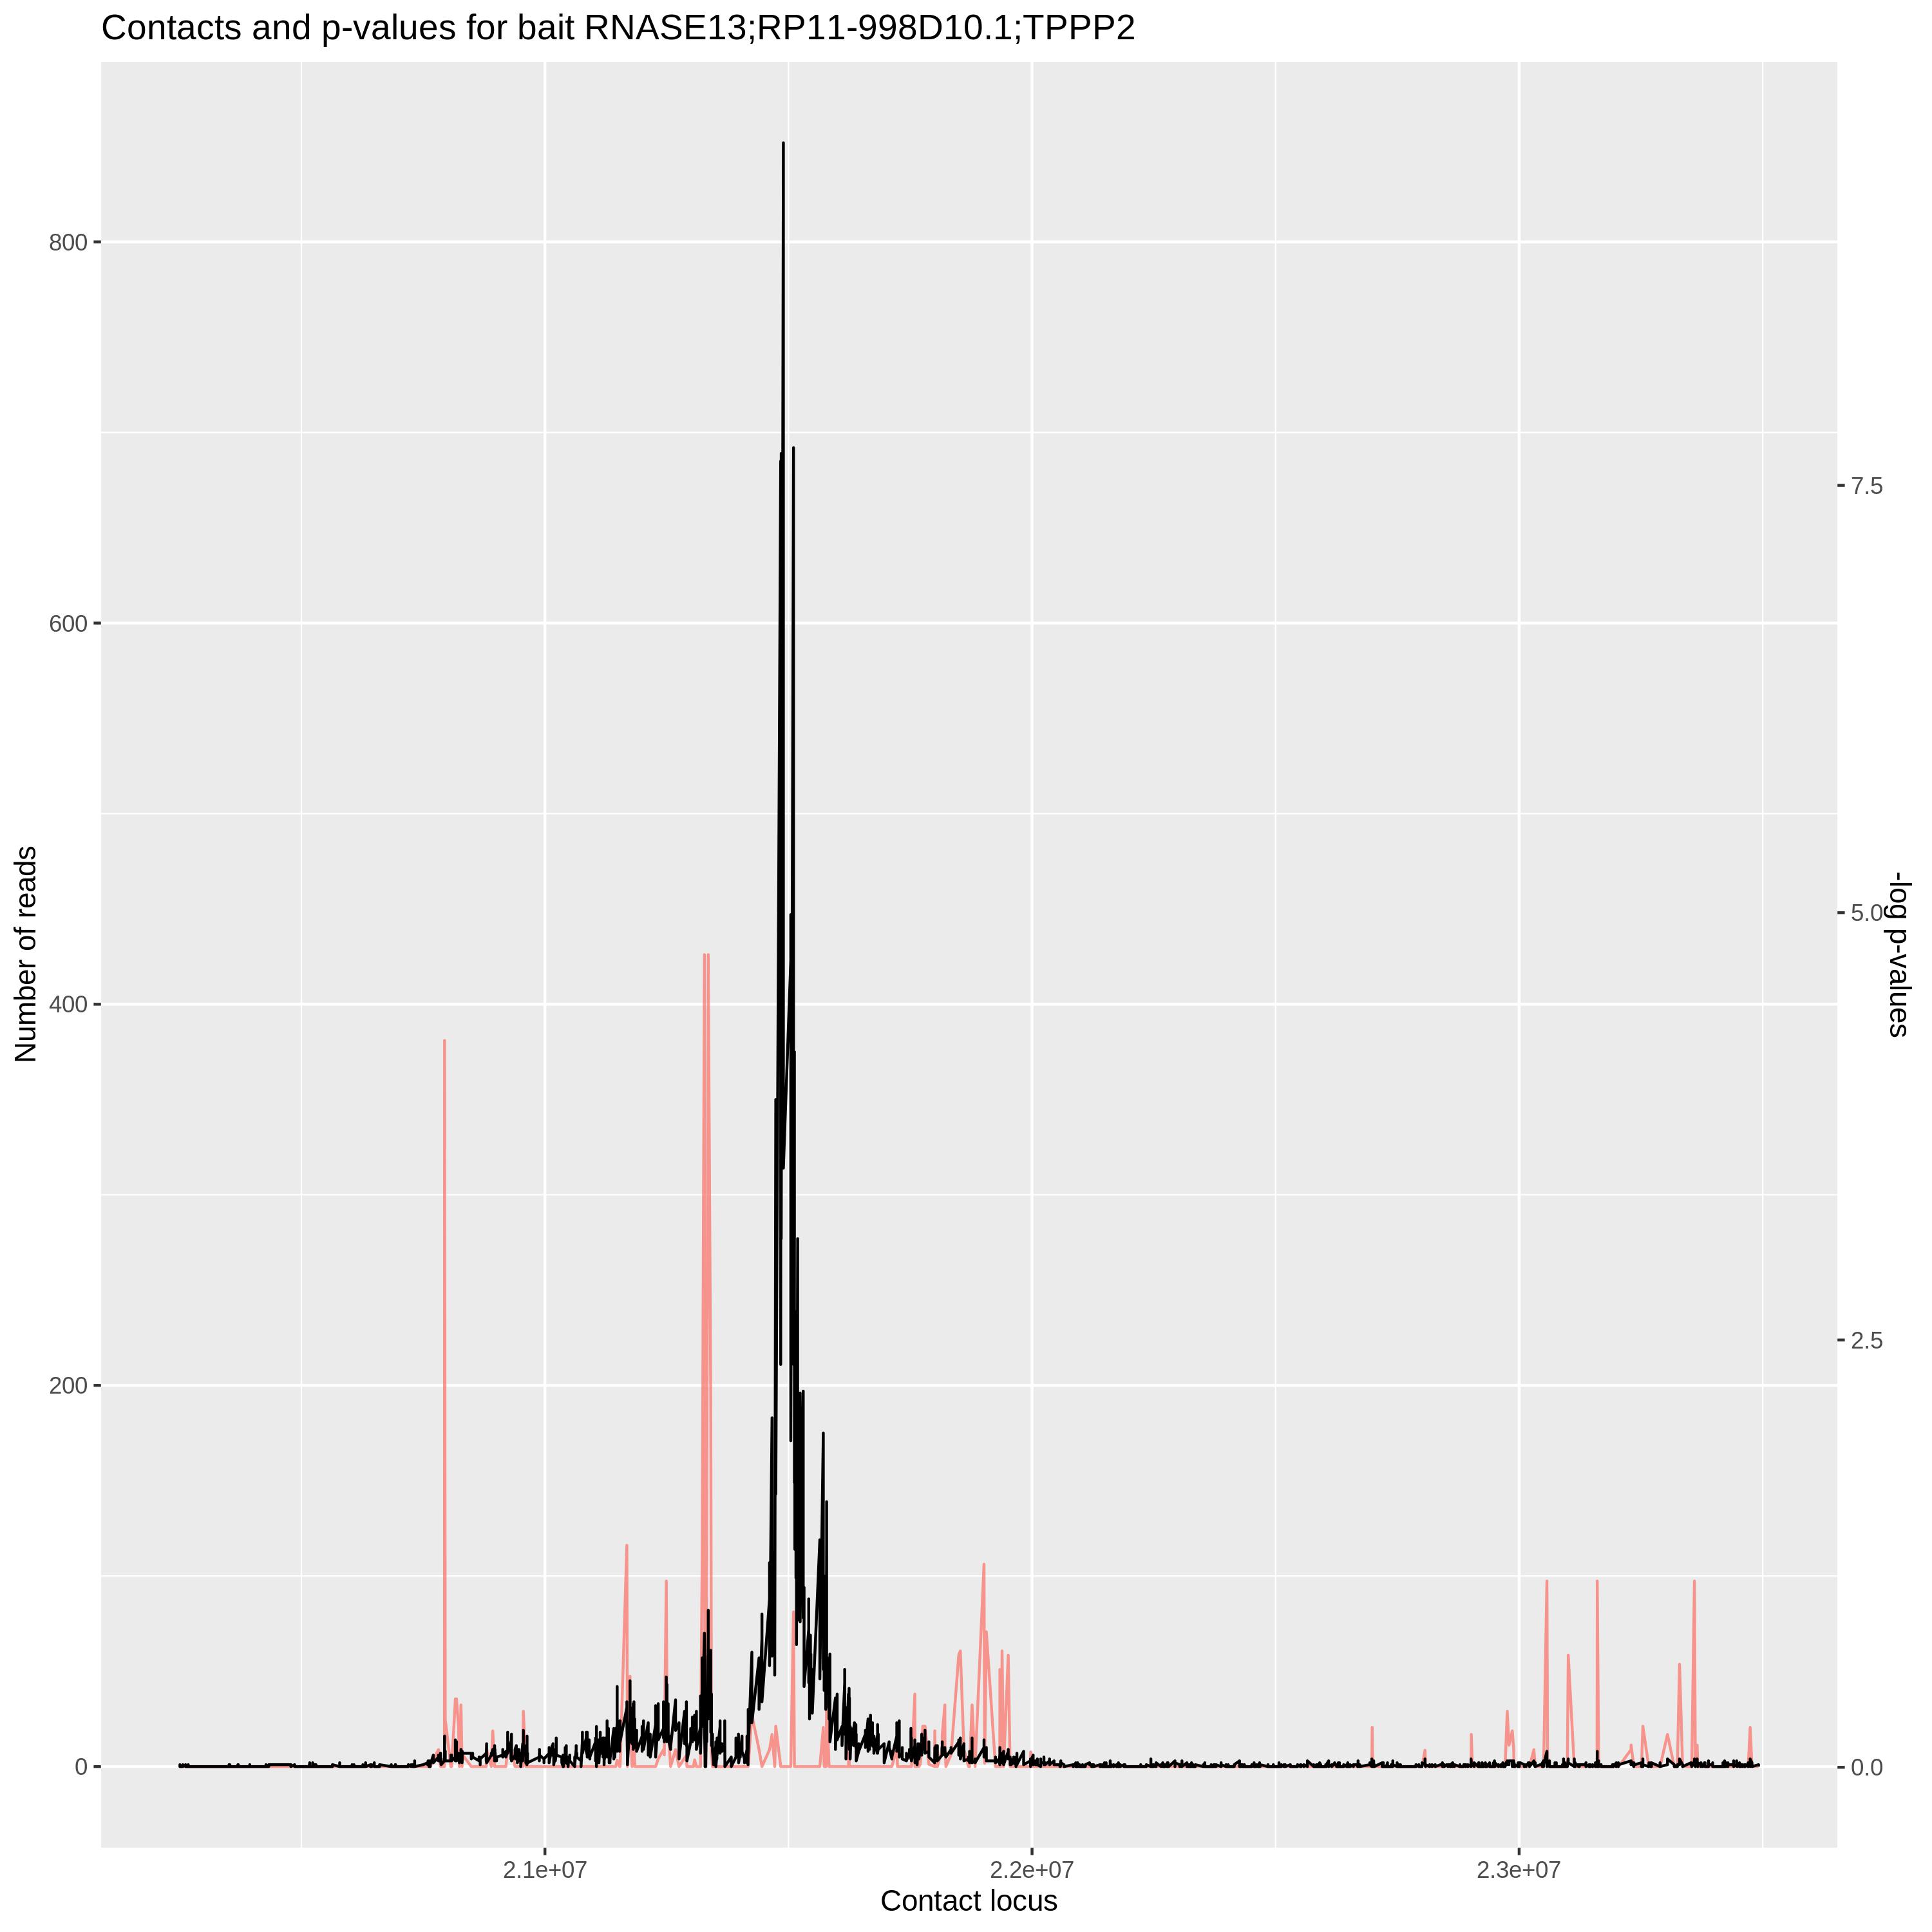 Contacts and p-values for bait RNASE13;RP11-998D10.1;TPPP2
800
600
400
200
0
Number of reads
7.5
5.0
2.5
0.0
-log p-values
2.1e+07 2.2e+07 2.3e+07
Contact locus